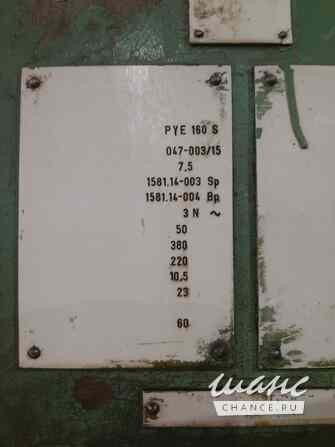 PYE 160 S
047-003/15
7,5
1581.14-003 Sp
1581.14-004 Bp
3 N ~
50
380
220
10,5
23
60
шанс
CHANCE.RU